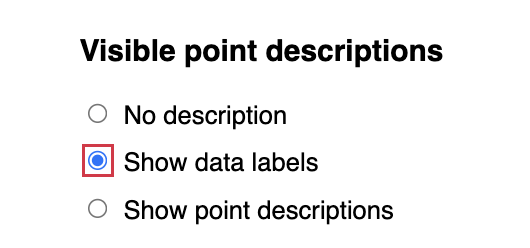 Visible point descriptions
No description
Show data labels
Show point descriptions